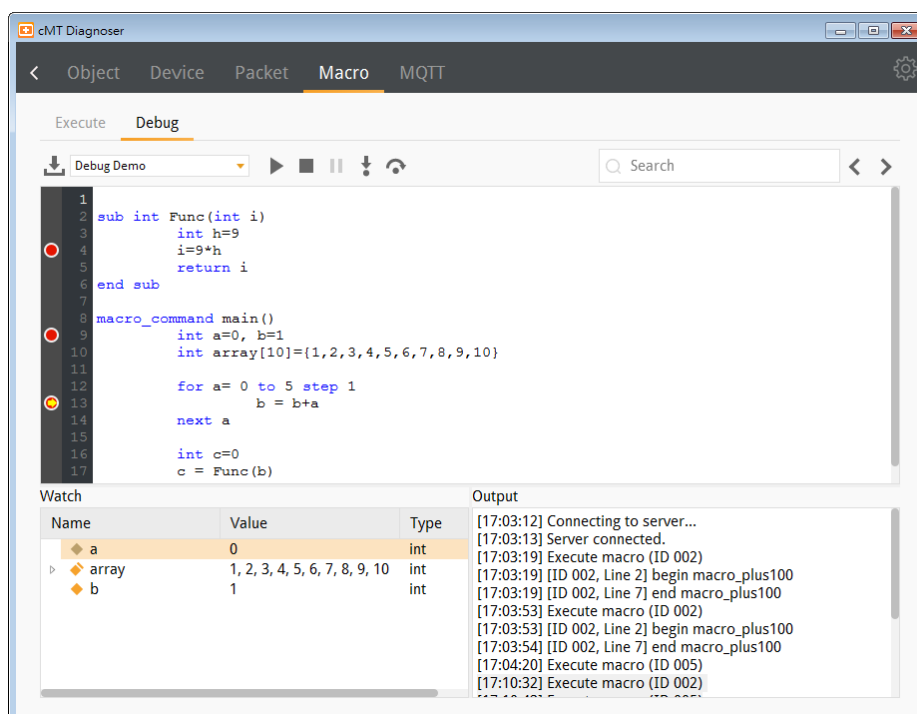 cMT Diagnoser
Object Device Packet Macro MQTT
Execute Debug
Debug Demo Search
1
2 sub int Func(int i)
3 int h=9
4 i=9*h
5 return i
6 end sub
7
8 macro_command main()
9 int a=0, b=1
10 int array[10]={1,2,3,4,5,6,7,8,9,10}
11
12 for a= 0 to 5 step 1
13 b = b+a
14 next a
15
16 int c=0
17 c = Func(b)
Watch
Name Value Type
a 0 int
array 1, 2, 3, 4, 5, 6, 7, 8, 9, 10 int
b 1 int
Output
[17:03:12] Connecting to server...
[17:03:13] Server connected.
[17:03:19] Execute macro (ID 002)
[17:03:19] [ID 002, Line 2] begin macro_plus100
[17:03:19] [ID 002, Line 7] end macro_plus100
[17:03:53] Execute macro (ID 002)
[17:03:53] [ID 002, Line 2] begin macro_plus100
[17:03:54] [ID 002, Line 7] end macro_plus100
[17:04:20] Execute macro (ID 005)
[17:10:32] Execute macro (ID 002)